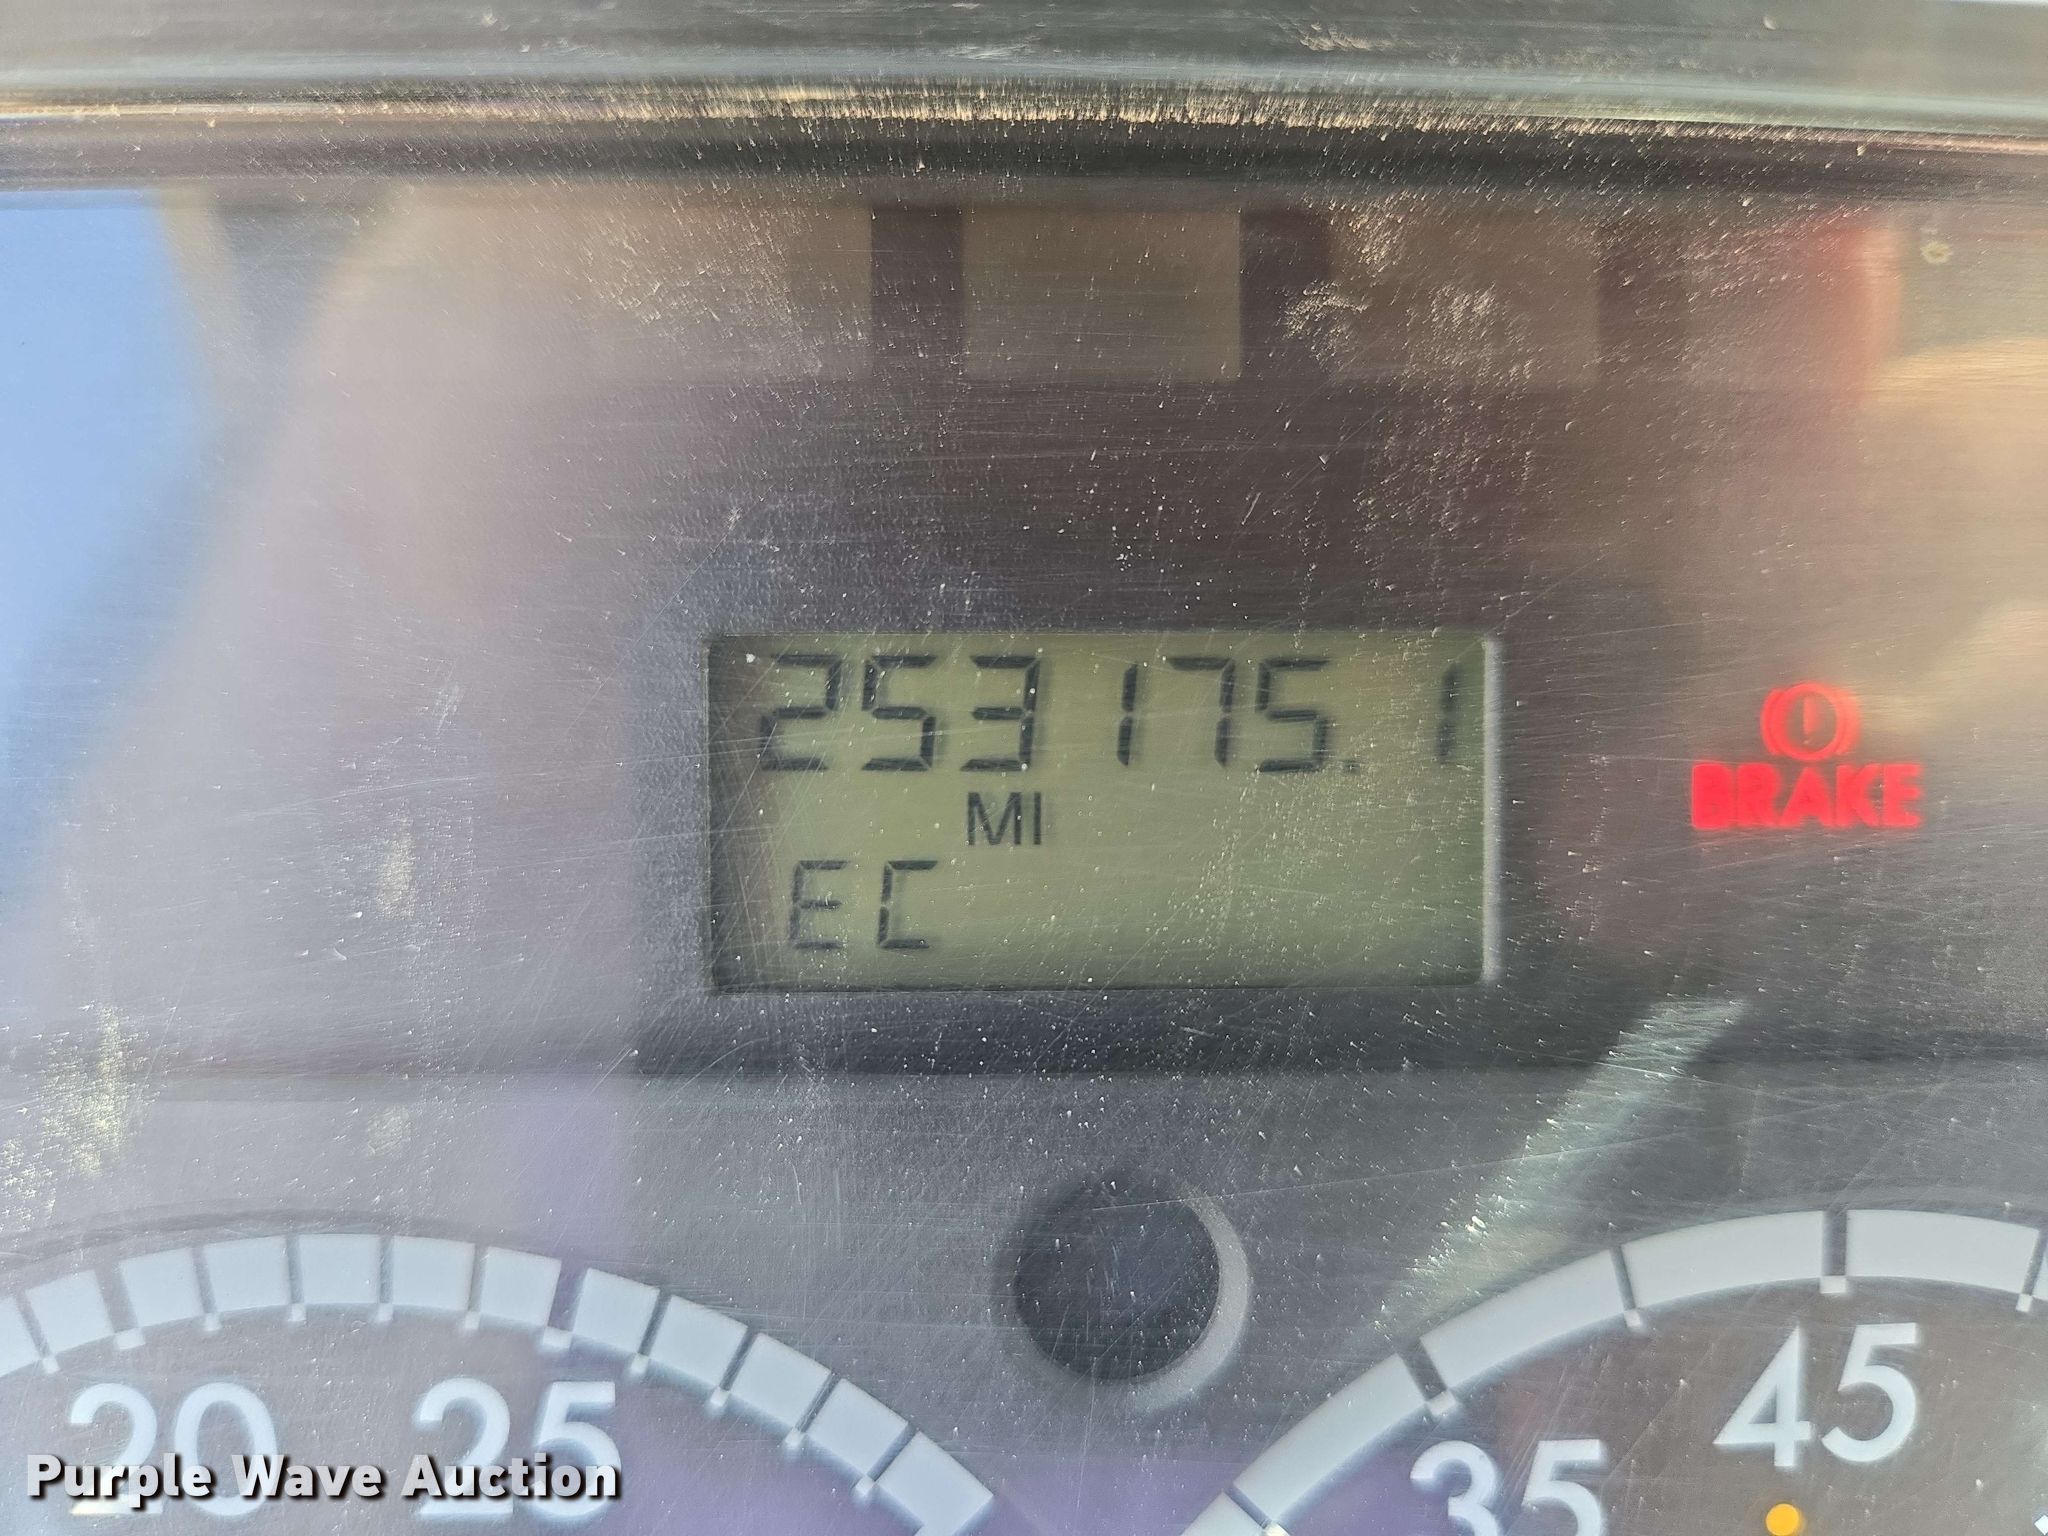 253175.1
MI
EC
BRAKE
20 25
35 45
Purple Wave Auction